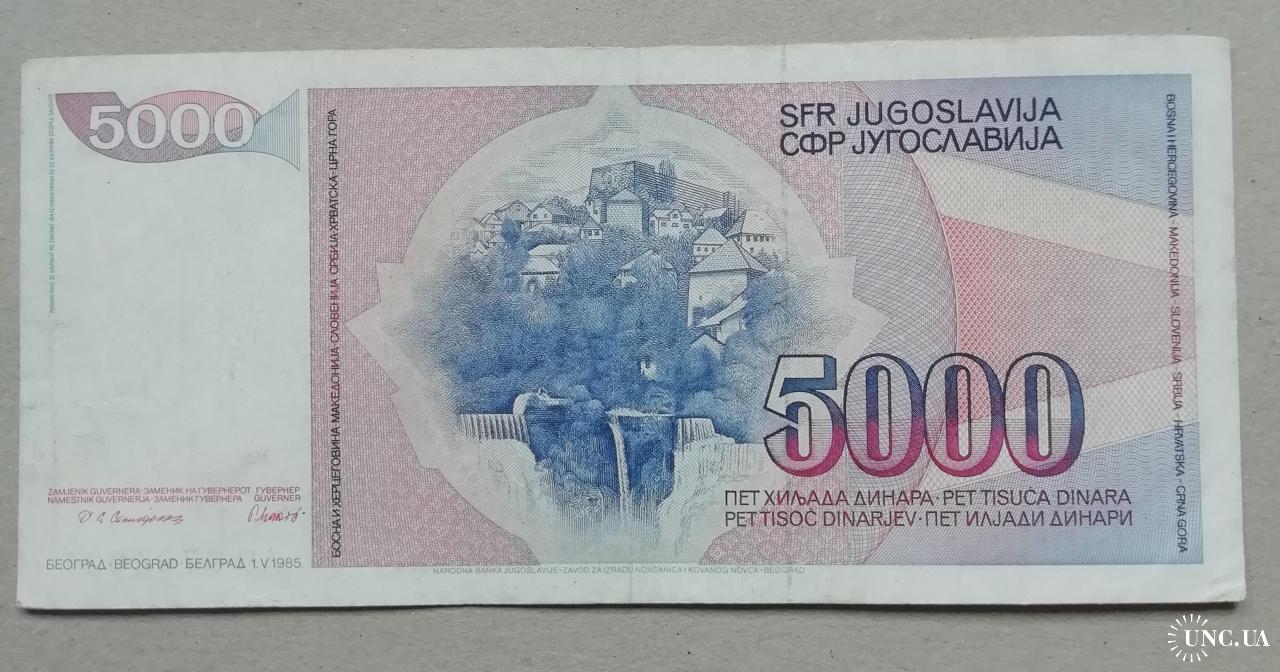 5000
SFR JUGOSLAVIJA
СФР ЈУГОСЛАВИЈА
БОСНА И ХЕРЦЕГОВИНА·МАКЕДОНИЈА·СЛОВЕНИЈА·СРБИЈА·ХРВАТСКА·ЦРНА ГОРА
BOSNA I HERCEGOVINA·MAKEDONIJA·SLOVENIJA·SRBIJA·HRVATSKA·CRNA GORA
5000
ПЕТ ХИЉАДА ДИНАРА·PET TISUĆA DINARA
PET TISOČ DINARJEV·ПЕТ ИЛЈАДИ ДИНАРИ
ZAMJENIK GUVERNERA·ЗАМЕНИК НА ГУВЕРНЕРОТ ГУВЕРНЕР
NAMESTNIK GUVERNERJA·ЗАМЕНИК ГУВЕРНЕРА GUVERNER
БЕОГРАД·BEOGRAD·БЕЛГРАД 1.V 1985.
NARODNA BANKA JUGOSLAVIJE-ZAVOD ZA IZRADU NOVČANICA I KOVANOG NOVCA-BEOGRAD
UNC.UA